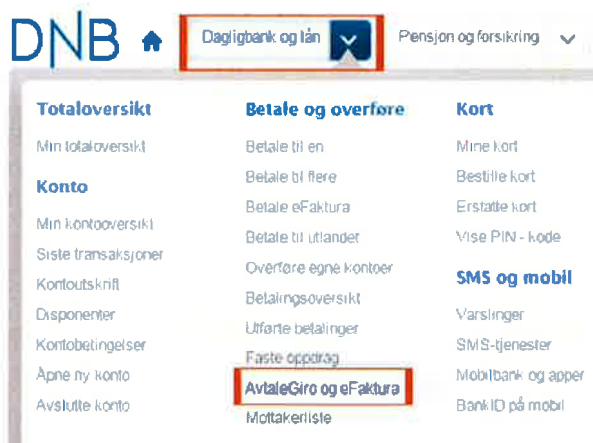 DNB
Dagligbank og lån
Pensjon og forsikring
Totaloversikt
Min totaloversikt
Konto
Min kontooversikt
Siste transaksjoner
Kontoutskrift
Disponenter
Kontobetingelser
Åpne ny konto
Avslutte konto
Betale og overføre
Betale til en
Betale til flere
Betale eFaktura
Betale til utlandet
Overføre egne kontoer
Betalingsoversikt
Utførte betalinger
Faste oppdrag
AvtaleGiro og eFaktura
Mottakerliste
Kort
Mine kort
Bestille kort
Erstatte kort
Vise PIN - kode
SMS og mobil
Varslinger
SMS-tjenester
Mobilbank og apper
BankID på mobil